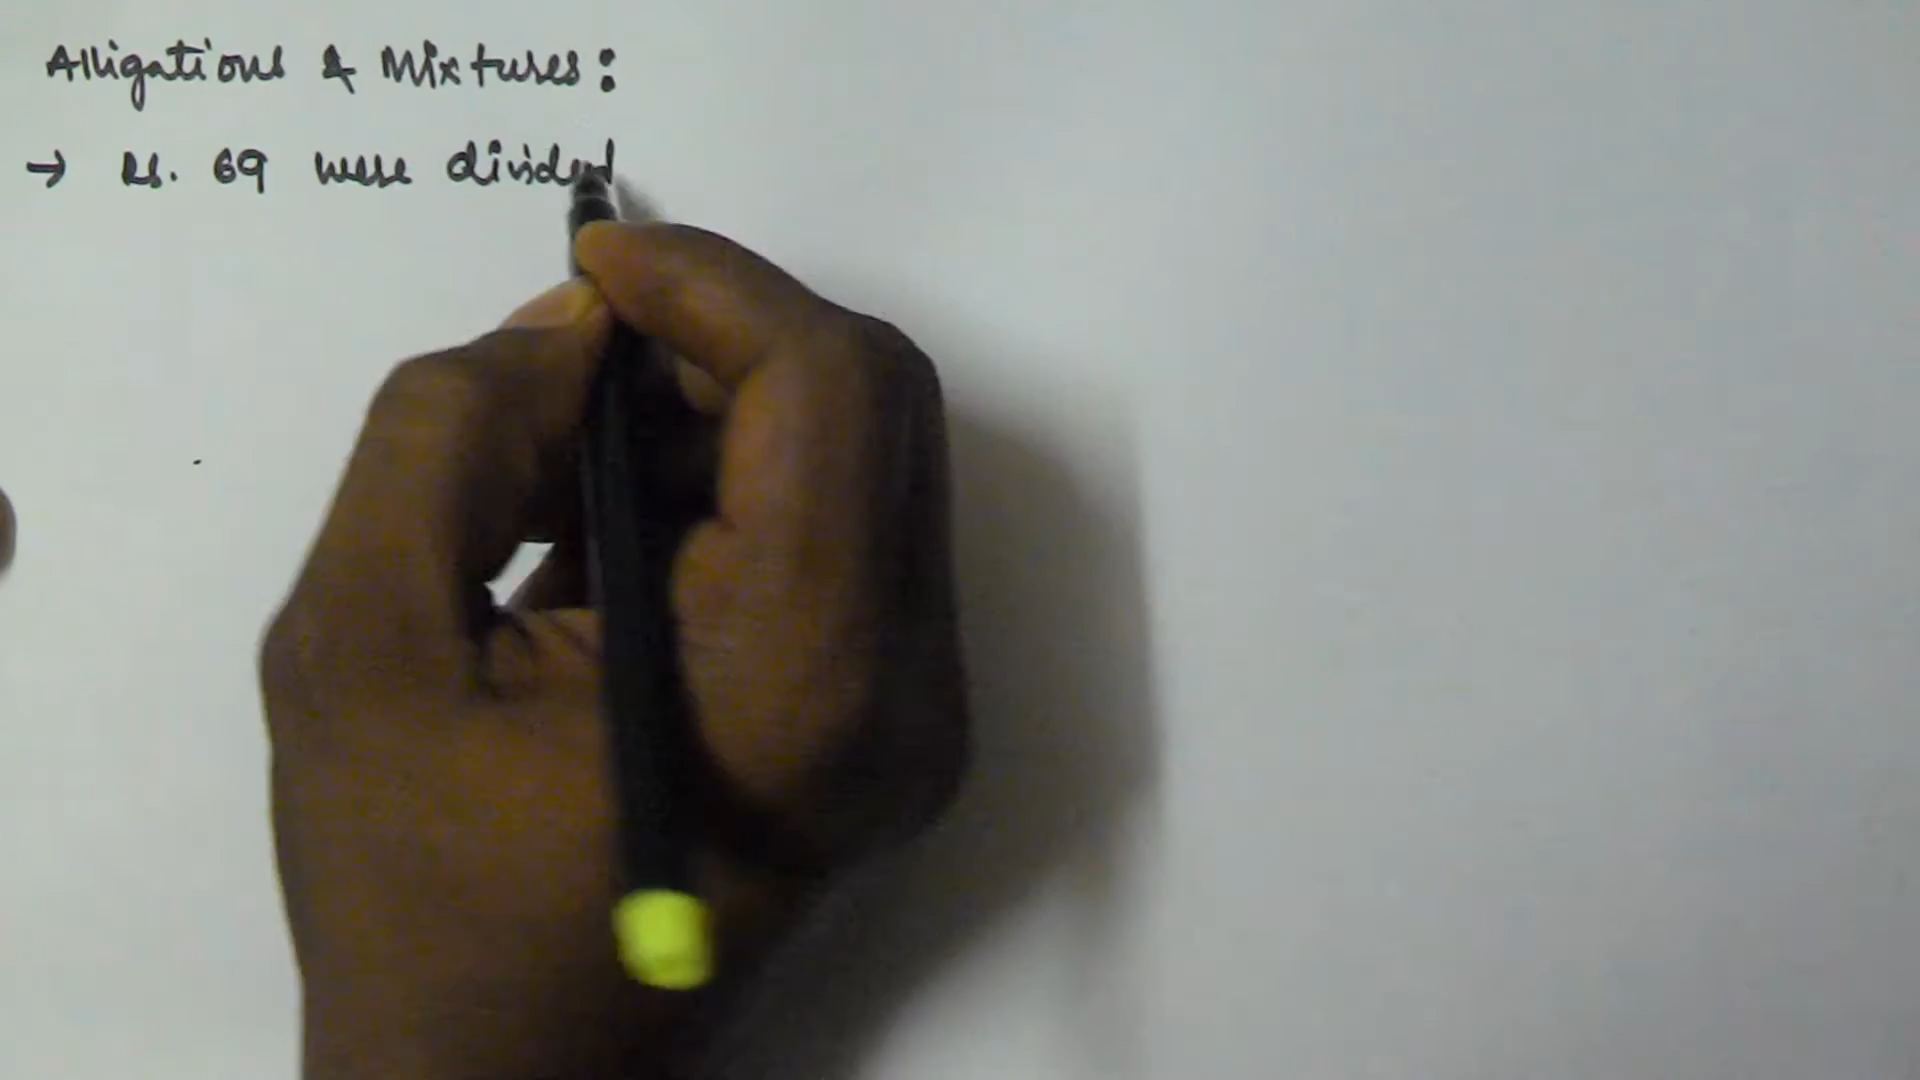 Alligations & Mixtures:
→ Rs. 69 were divided